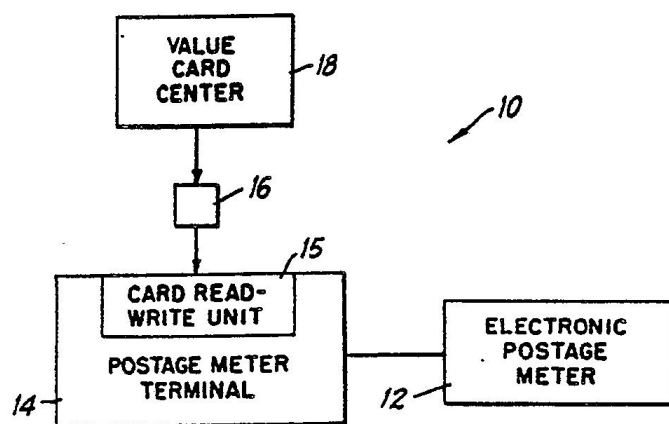 VALUE
CARD
CENTER
18
10
16
15
CARD READ-
WRITE UNIT
POSTAGE METER
TERMINAL
14
ELECTRONIC
POSTAGE
METER
12